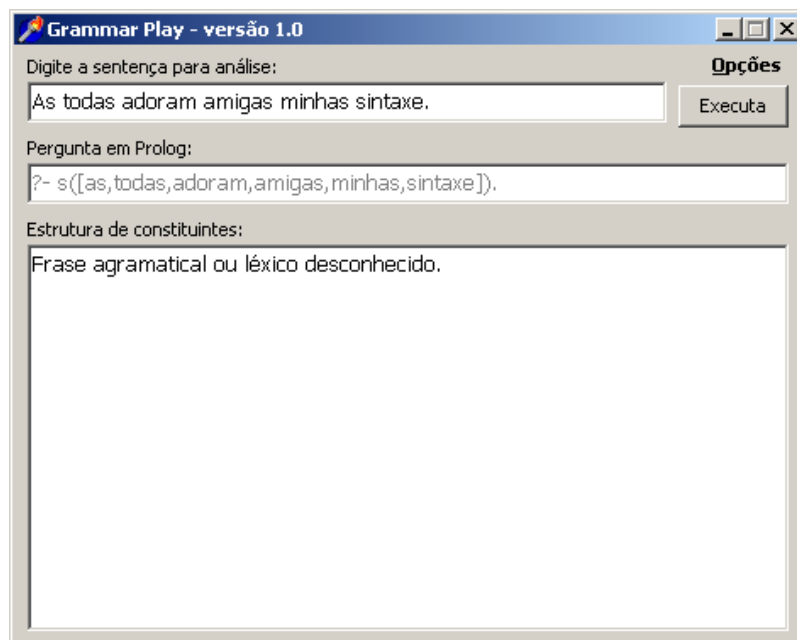 Grammar Play - versão 1.0
Digite a sentença para análise:
Opções
As todas adoram amigas minhas sintaxe.
Executa
Pergunta em Prolog:
?- s([as,todas,adoram,amigas,minhas,sintaxe]).
Estrutura de constituintes:
Frase agramatical ou léxico desconhecido.